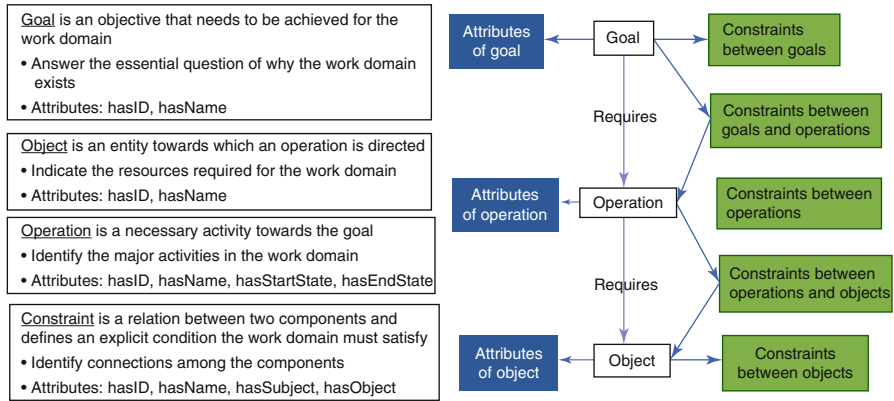 Goal is an objective that needs to be achieved for the
work domain
• Answer the essential question of why the work domain
exists
• Attributes: hasID, hasName
Object is an entity towards which an operation is directed
• Indicate the resources required for the work domain
• Attributes: hasID, hasName
Operation is a necessary activity towards the goal
• Identify the major activities in the work domain
• Attributes: hasID, hasName, hasStartState, hasEndState
Constraint is a relation between two components and
defines an explicit condition the work domain must satisfy
• Identify connections among the components
• Attributes: hasID, hasName, hasSubject, hasObject
Attributes
of goal
Goal
Constraints
between goals
Requires
Constraints between
goals and operations
Attributes
of operation
Operation
Constraints between
operations
Requires
Constraints between
operations and objects
Attributes
of object
Object
Constraints
between objects